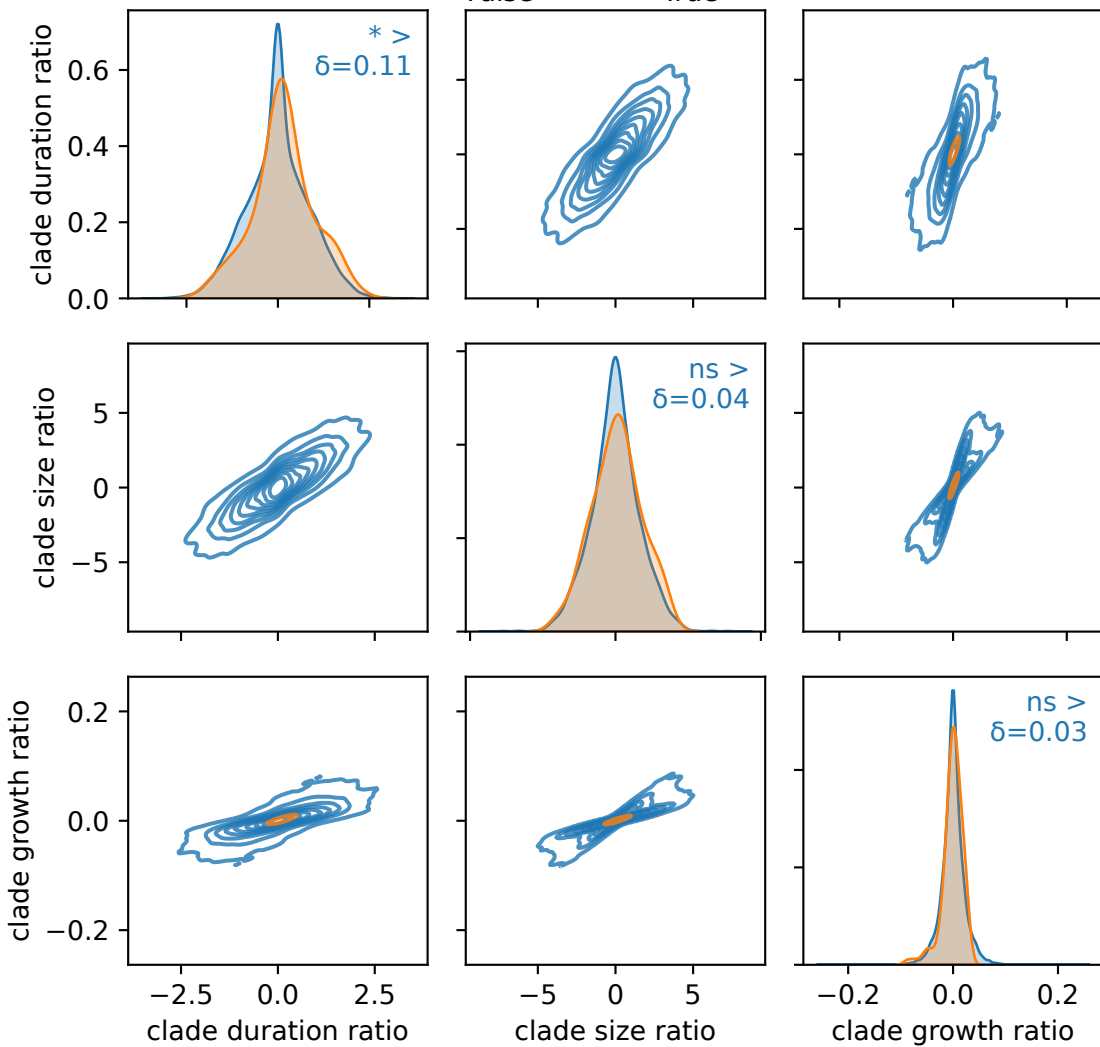 clade duration ratio
0.6
0.4
0.2
0.0
* >
δ=0.11
clade size ratio
5
0
−5
ns >
δ=0.04
clade growth ratio
0.2
0.0
−0.2
ns >
δ=0.03
−2.5 0.0 2.5
−5 0 5
−0.2 0.0 0.2
clade duration ratio
clade size ratio
clade growth ratio